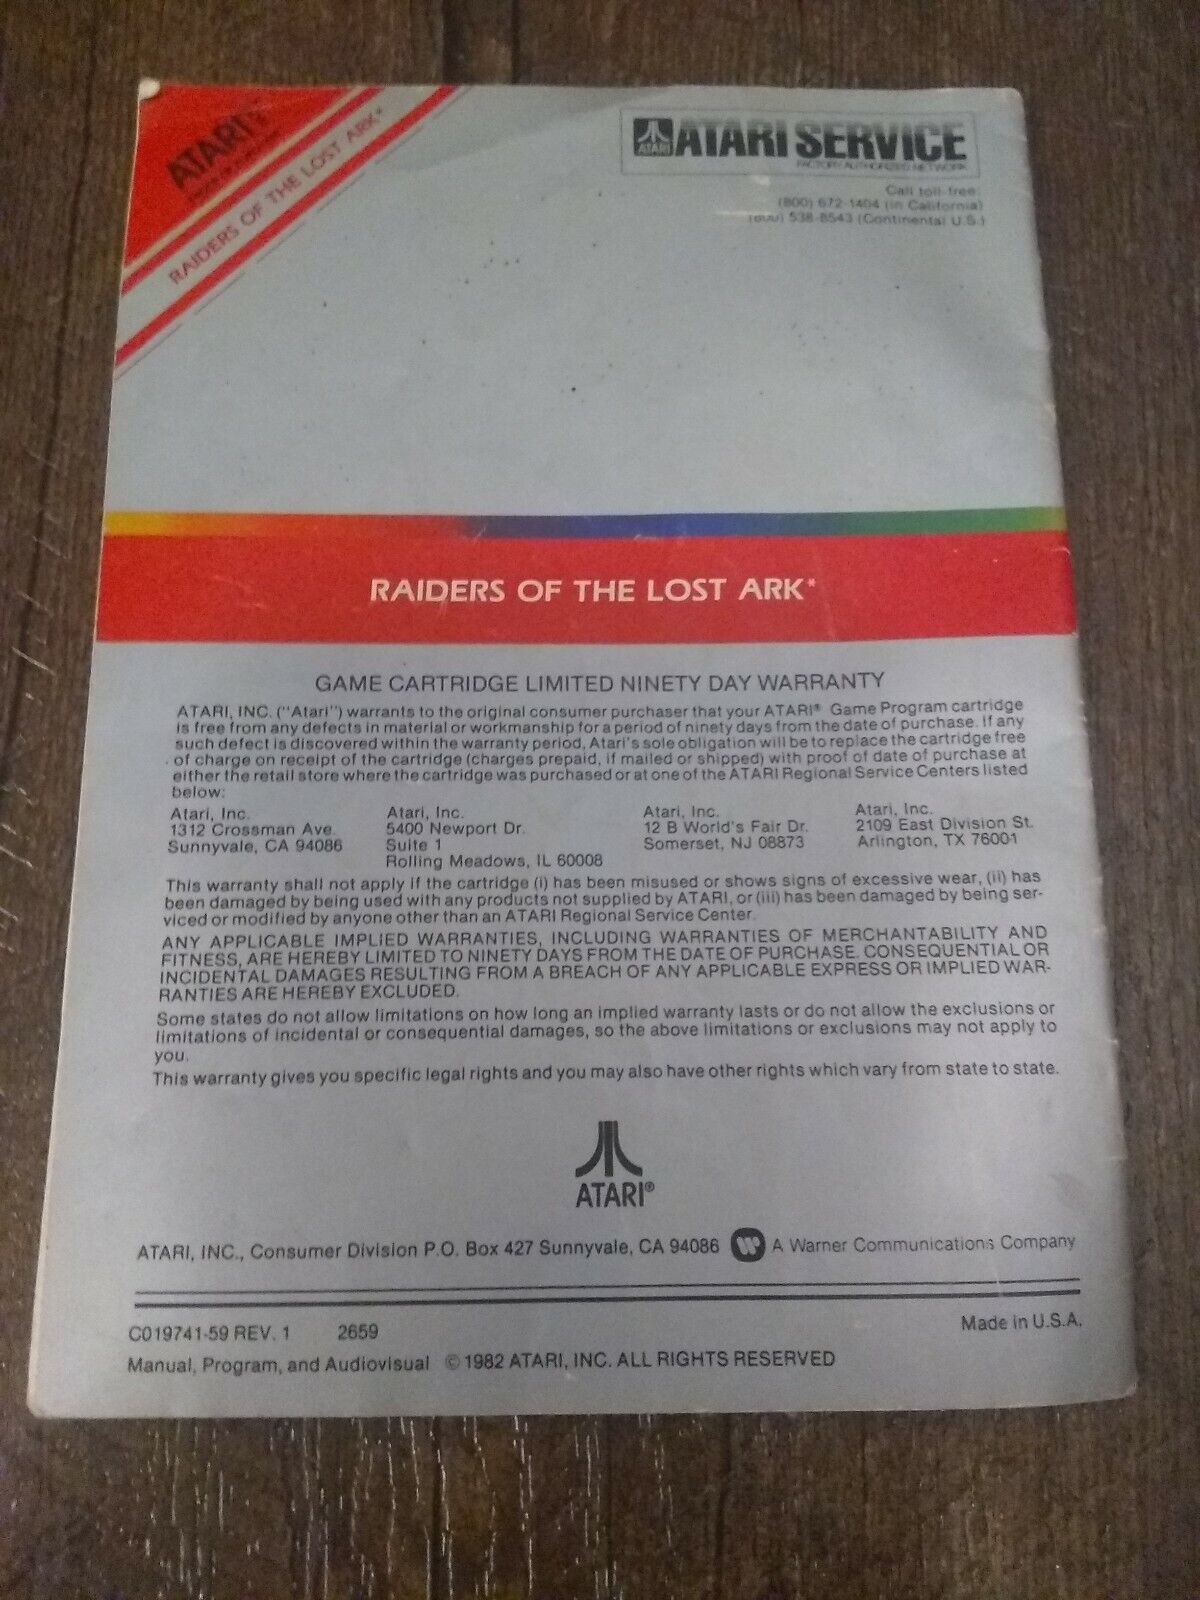 ATARI®
RAIDERS OF THE LOST ARK*
ATARI ATARI SERVICE
FACTORY AUTHORIZED NETWORK
Call toll-free:
(800) 672-1404 (in California)
(800) 538-8543 (Continental U.S.)
RAIDERS OF THE LOST ARK*
GAME CARTRIDGE LIMITED NINETY DAY WARRANTY
ATARI, INC. ("Atari") warrants to the original consumer purchaser that your ATARI® Game Program cartridge
is free from any defects in material or workmanship for a period of ninety days from the date of purchase. If any
such defect is discovered within the warranty period, Atari's sole obligation will be to replace the cartridge free
of charge on receipt of the cartridge (charges prepaid, if mailed or shipped) with proof of date of purchase at
either the retail store where the cartridge was purchased or at one of the ATARI Regional Service Centers listed
below:
Atari, Inc.
1312 Crossman Ave.
Sunnyvale, CA 94086
Atari, Inc.
5400 Newport Dr.
Suite 1
Rolling Meadows, IL 60008
Atari, Inc.
12 B World's Fair Dr.
Somerset, NJ 08873
Atari, Inc.
2109 East Division St.
Arlington, TX 76001
This warranty shall not apply if the cartridge (i) has been misused or shows signs of excessive wear, (ii) has
been damaged by being used with any products not supplied by ATARI, or (iii) has been damaged by being ser-
viced or modified by anyone other than an ATARI Regional Service Center.
ANY APPLICABLE IMPLIED WARRANTIES, INCLUDING WARRANTIES OF MERCHANTABILITY AND
FITNESS, ARE HEREBY LIMITED TO NINETY DAYS FROM THE DATE OF PURCHASE. CONSEQUENTIAL OR
INCIDENTAL DAMAGES RESULTING FROM A BREACH OF ANY APPLICABLE EXPRESS OR IMPLIED WAR-
RANTIES ARE HEREBY EXCLUDED.
Some states do not allow limitations on how long an implied warranty lasts or do not allow the exclusions or
limitations of incidental or consequential damages, so the above limitations or exclusions may not apply to
you.
This warranty gives you specific legal rights and you may also have other rights which vary from state to state.
ATARI®
ATARI, INC., Consumer Division P.O. Box 427 Sunnyvale, CA 94086 A Warner Communications Company
C019741-59 REV. 1 2659
Made in U.S.A.
Manual, Program, and Audiovisual © 1982 ATARI, INC. ALL RIGHTS RESERVED